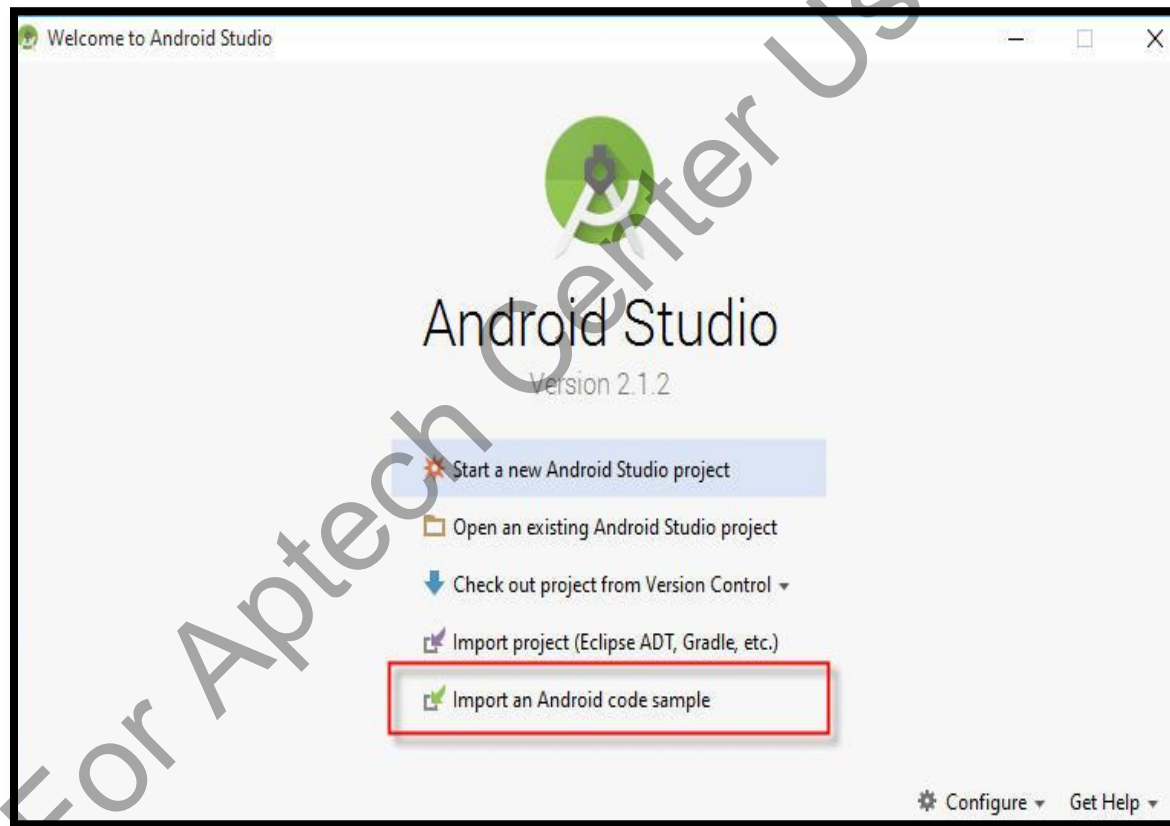 Welcome to Android Studio
Android Studio
Version 2.1.2
Start a new Android Studio project
Open an existing Android Studio project
Check out project from Version Control
Import project (Eclipse ADT, Gradle, etc.)
Import an Android code sample
Configure
Get Help
For Aptech Center